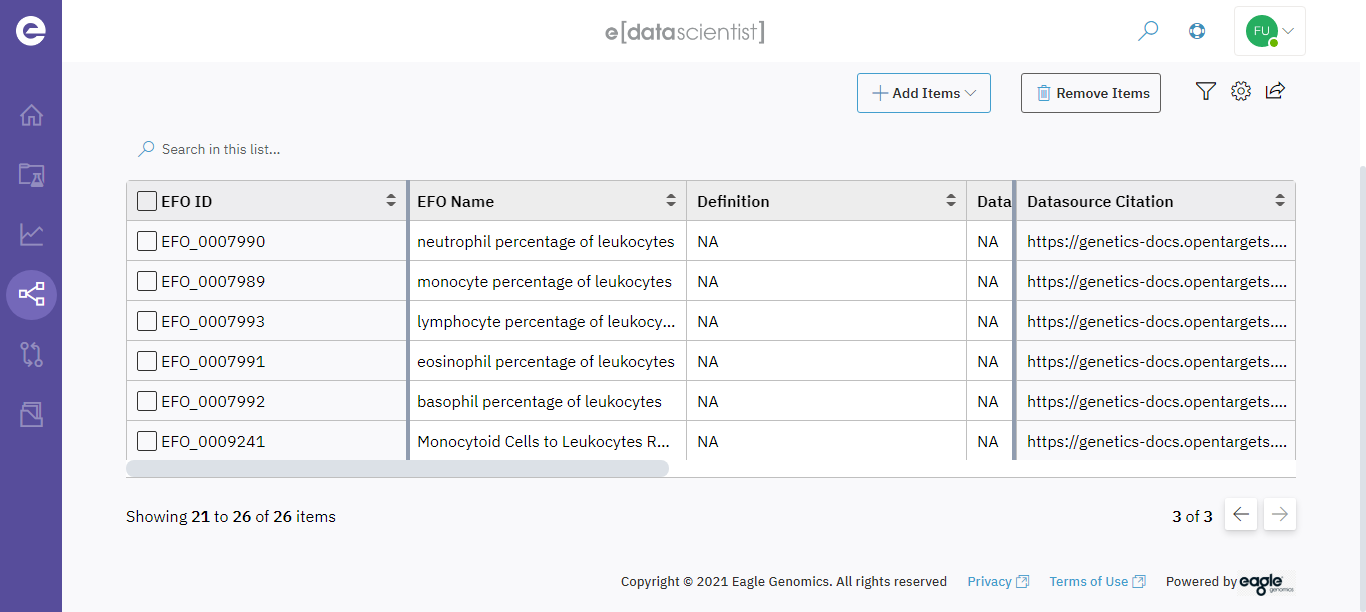 e[datascientist]
FU
Add Items
Remove Items
Search in this list...
EFO ID EFO Name Definition Data Datasource Citation
EFO_0007990 neutrophil percentage of leukocytes NA NA https://genetics-docs.opentargets....
EFO_0007989 monocyte percentage of leukocytes NA NA https://genetics-docs.opentargets....
EFO_0007993 lymphocyte percentage of leukocy... NA NA https://genetics-docs.opentargets....
EFO_0007991 eosinophil percentage of leukocytes NA NA https://genetics-docs.opentargets....
EFO_0007992 basophil percentage of leukocytes NA NA https://genetics-docs.opentargets....
EFO_0009241 Monocytoid Cells to Leukocytes R... NA NA https://genetics-docs.opentargets....
Showing 21 to 26 of 26 items
3 of 3
Copyright © 2021 Eagle Genomics. All rights reserved Privacy Terms of Use Powered by eagle genomics